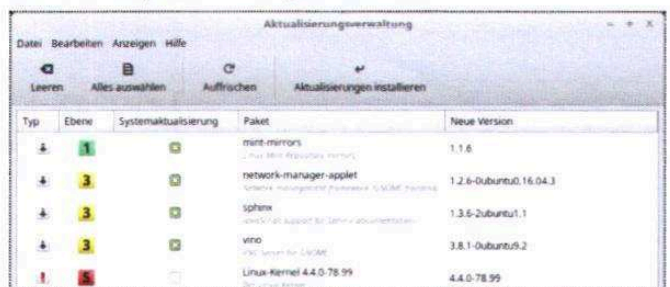 Aktualisierungsverwaltung
Datei Bearbeiten Anzeigen Hilfe
Leeren Alles auswählen Auffrischen Aktualisierungen installieren
Typ Ebene Systemaktualisierung Paket Neue Version
1 mint-mirrors 1.1.6
Linux Mint
3 network-manager-applet 1.2.6-0ubuntu0.16.04.3
3 sphinx 1.3.6-2ubuntu1.1
3 vino 3.8.1-0ubuntu9.2
VNC server for GNOME
! 5 Linux-Kernel 4.4.0-78.99 4.4.0-78.99